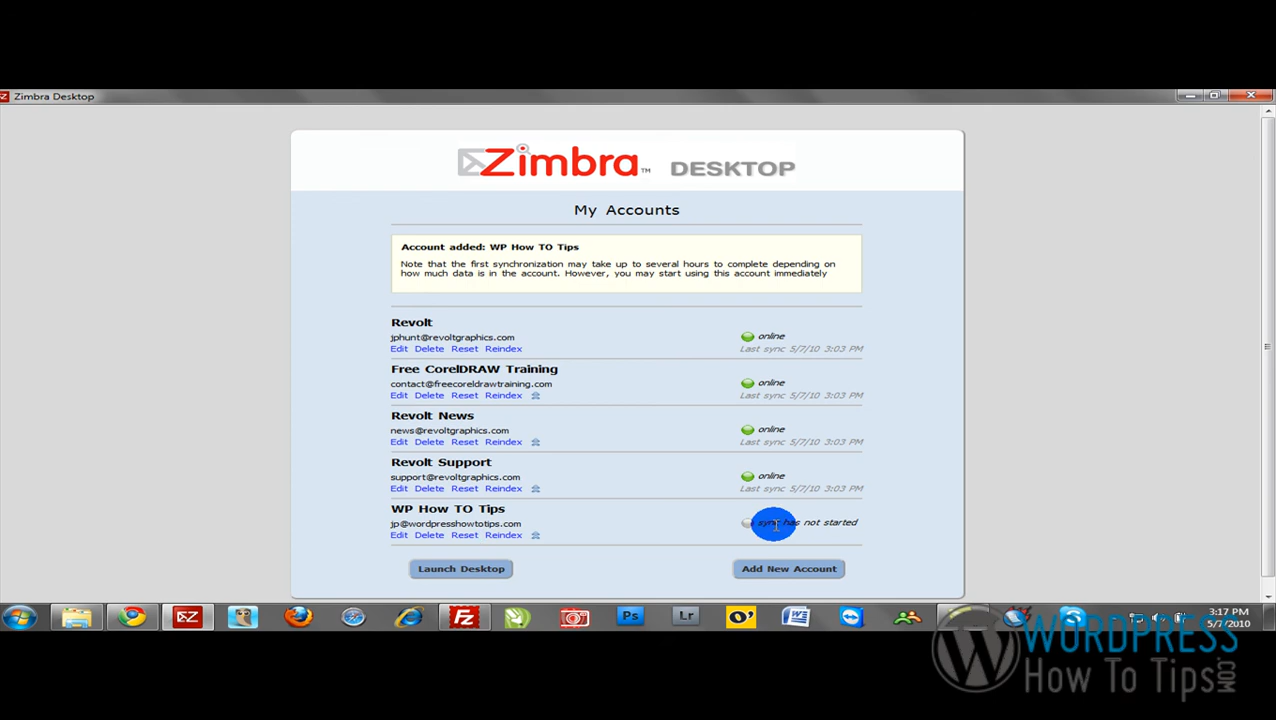 Zimbra Desktop
Zimbra™ DESKTOP
My Accounts
Account added: WP How TO Tips
Note that the first synchronization may take up to several hours to complete depending on
how much data is in the account. However, you may start using this account immediately
Revolt
jphunt@revoltgraphics.com
online
Edit Delete Reset Reindex
Last sync 5/7/10 3:03 PM
Free CorelDRAW Training
contact@freecoreldrawtraining.com
online
Edit Delete Reset Reindex
Last sync 5/7/10 3:03 PM
Revolt News
news@revoltgraphics.com
online
Edit Delete Reset Reindex
Last sync 5/7/10 3:03 PM
Revolt Support
support@revoltgraphics.com
online
Edit Delete Reset Reindex
Last sync 5/7/10 3:03 PM
WP How TO Tips
jp@wordpresshowtotips.com
sync has not started
Edit Delete Reset Reindex
Launch Desktop
Add New Account
Fz
Ps
Lr
O'
W
3:17 PM
5/7/2010
WORDPRESS
How To Tips.COM